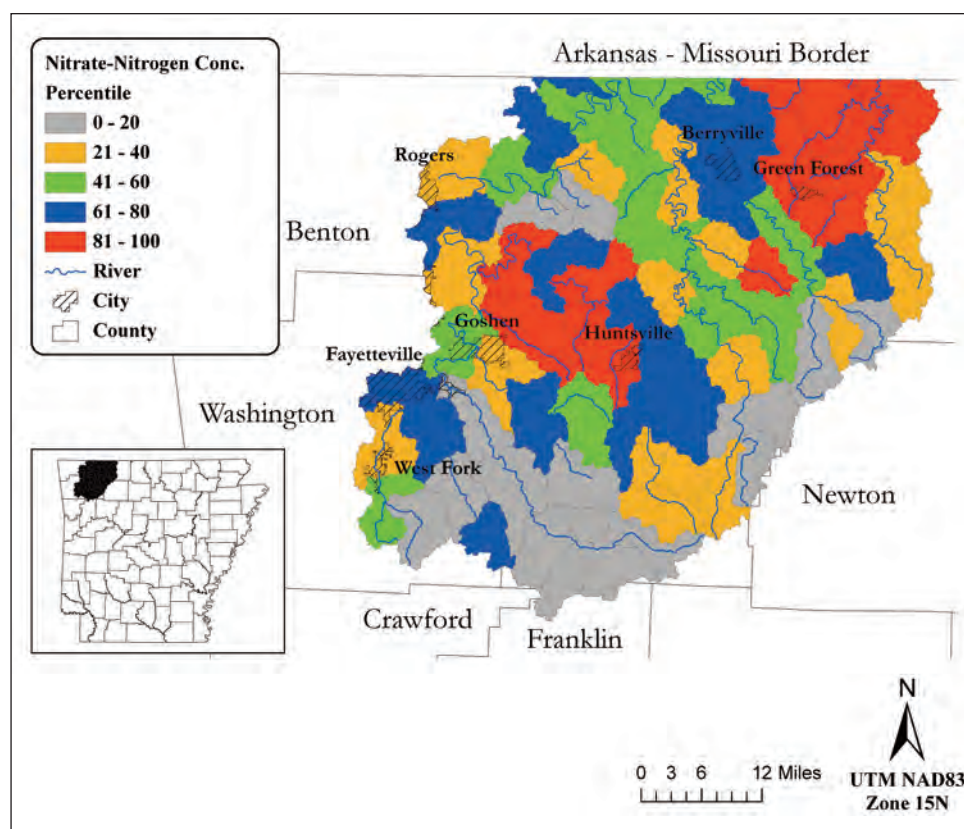 Nitrate-Nitrogen Conc.
Percentile
0 - 20
21 - 40
41 - 60
61 - 80
81 - 100
River
City
County
Arkansas - Missouri Border
Berryville
Rogers
Green Forest
Benton
Goshen
Huntsville
Fayetteville
Washington
West Fork
Newton
Crawford
Franklin
N
0 3 6 12 Miles
UTM NAD83
Zone 15N